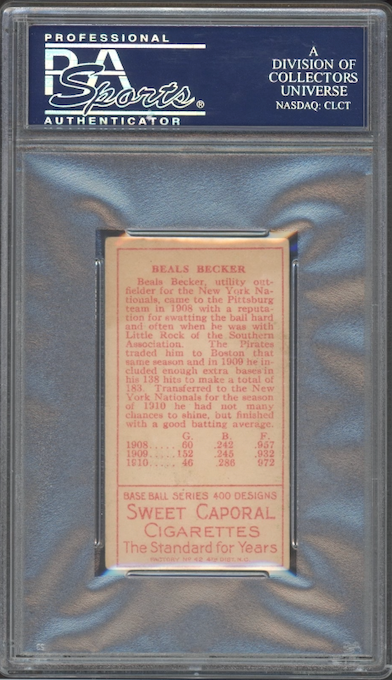 PROFESSIONAL
PSA
Sports®
AUTHENTICATOR
A
DIVISION OF
COLLECTORS
UNIVERSE
NASDAQ: CLCT
BEALS BECKER
Beals Becker, utility out-
fielder for the New York Na-
tionals, came to the Pittsburg
team in 1908 with a reputa-
tion for swatting the ball hard
and often when he was with
Little Rock of the Southern
Association. The Pirates
traded him to Boston that
same season and in 1909 he in-
cluded enough extra bases in
his 138 hits to make a total of
183. Transferred to the New
York Nationals for the season
of 1910 he had not many
chances to shine, but finished
with a good batting average.
G. B. F.
1908..... 60 .242 .957
1909.....152 .245 .932
1910..... 46 .286 972
BASE BALL SERIES 400 DESIGNS
SWEET CAPORAL
CIGARETTES
The Standard for Years
FACTORY No 42